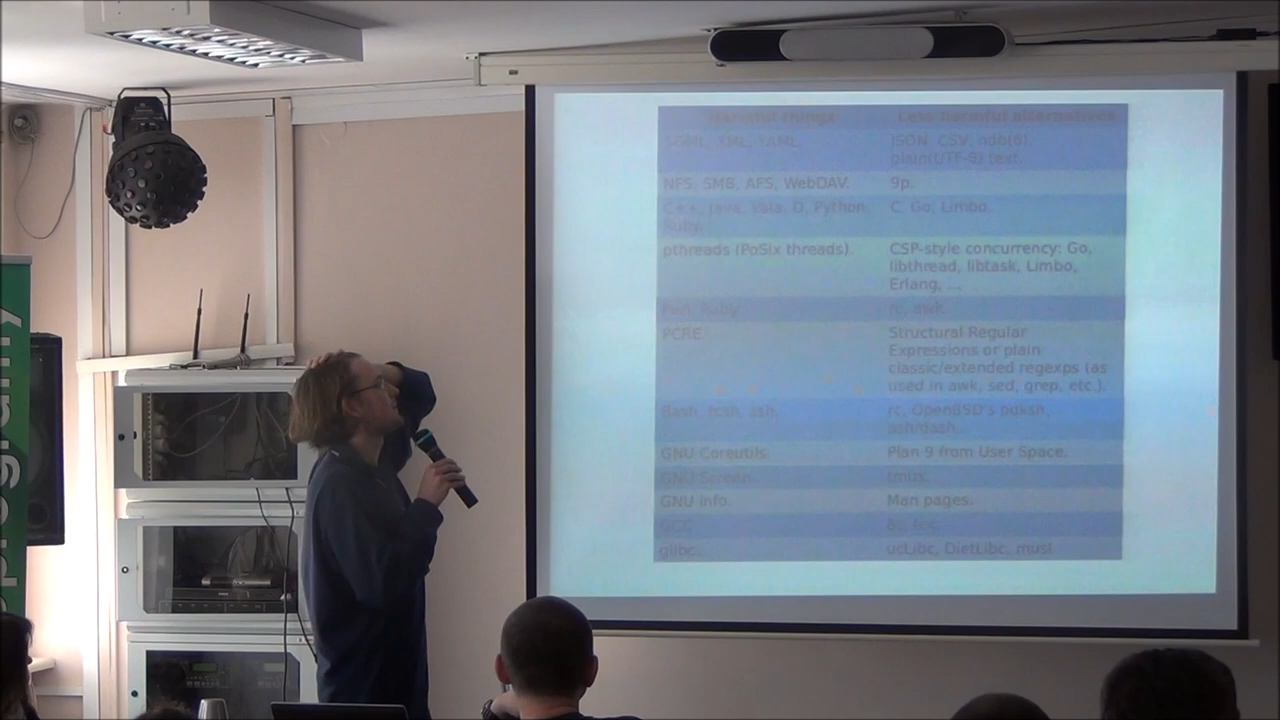 programy
Harmful things Less harmful alternatives
SGML, XML, YAML. JSON, CSV, ndb(6),
plain(UTF-8) text.
NFS, SMB, AFS, WebDAV. 9p.
C++, Java, Vala, D, Python, C, Go, Limbo.
Ruby.
pthreads (PoSIx threads). CSP-style concurrency: Go,
libthread, libtask, Limbo,
Erlang, ...
Perl, Ruby rc, awk.
PCRE. Structural Regular
Expressions or plain
classic/extended regexps (as
used in awk, sed, grep, etc.).
Bash, tcsh, zsh. rc, OpenBSD's pdksh,
ash/dash.
GNU Coreutils. Plan 9 from User Space.
GNU Screen. tmux.
GNU Info. Man pages.
GCC 8c, tcc.
glibc. ucLibc, DietLibc, musl